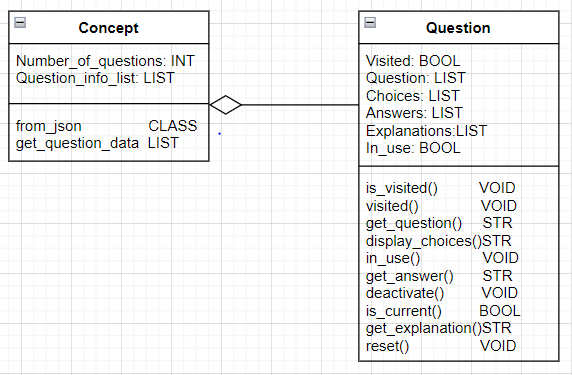 Concept
Number_of_questions: INT
Question_info_list: LIST
from_json CLASS
get_question_data LIST
Question
Visited: BOOL
Question: LIST
Choices: LIST
Answers: LIST
Explanations:LIST
In_use: BOOL
is_visited() VOID
visited() VOID
get_question() STR
display_choices()STR
in_use() VOID
get_answer() STR
deactivate() VOID
is_current() BOOL
get_explanation()STR
reset() VOID